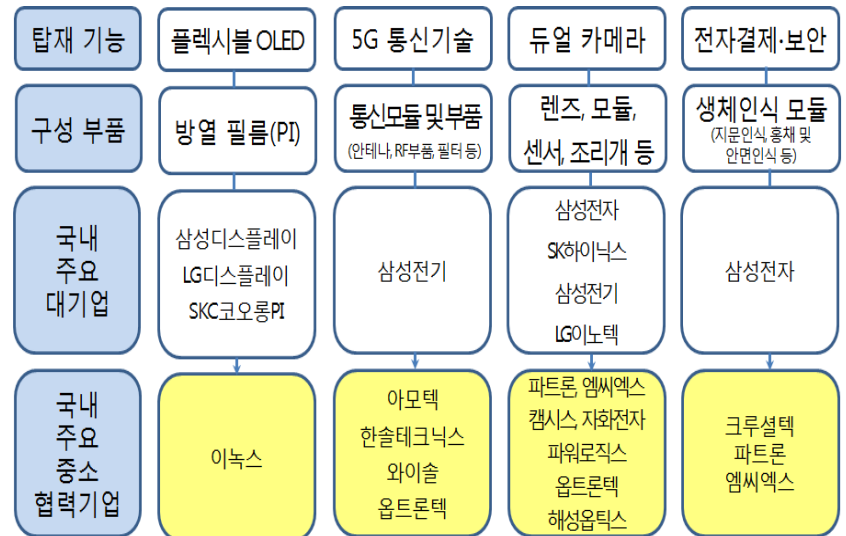 탑재 기능
플렉시블 OLED
5G 통신기술
듀얼 카메라
전자결제·보안
구성 부품
방열 필름(PI)
통신모듈 및 부품
(안테나, RF부품, 필터 등)
렌즈, 모듈,
센서, 조리개 등
생체인식 모듈
(지문인식, 홍채 및
안면인식 등)
국내
주요
대기업
삼성디스플레이
LG디스플레이
SKC코오롱PI
삼성전기
삼성전자
SK하이닉스
삼성전기
LG이노텍
삼성전자
국내
주요
중소
협력기업
이녹스
아모텍
한솔테크닉스
와이솔
옵트론텍
파트론, 엠씨엑스
캠시스, 자화전자
파워로직스
옵트론텍
해성옵틱스
크루셜텍
파트론
엠씨엑스